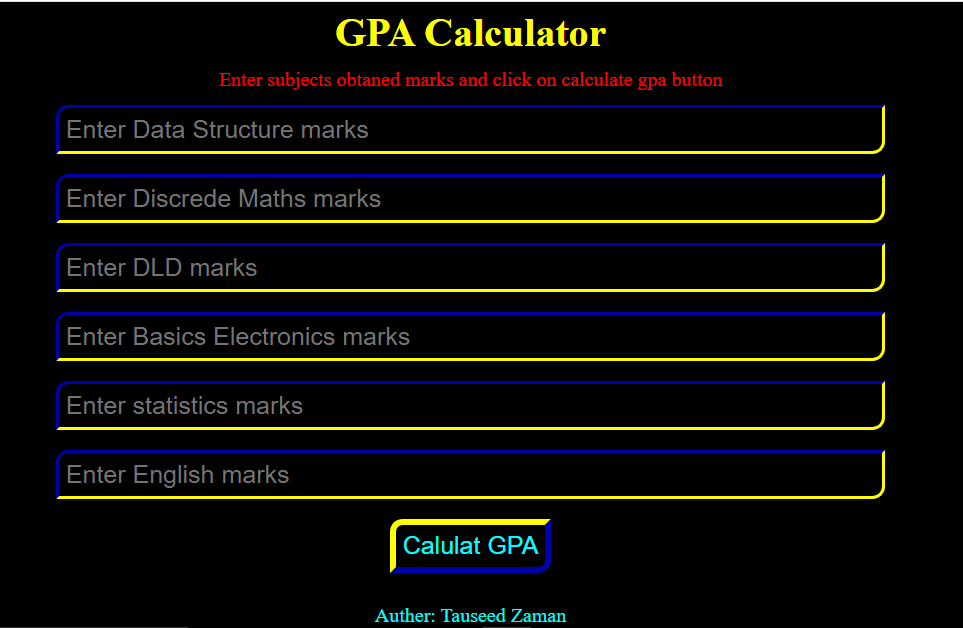 GPA Calculator
Enter subjects obtaned marks and click on calculate gpa button
Enter Data Structure marks
Enter Discrede Maths marks
Enter DLD marks
Enter Basics Electronics marks
Enter statistics marks
Enter English marks
Calulat GPA
Auther: Tauseed Zaman